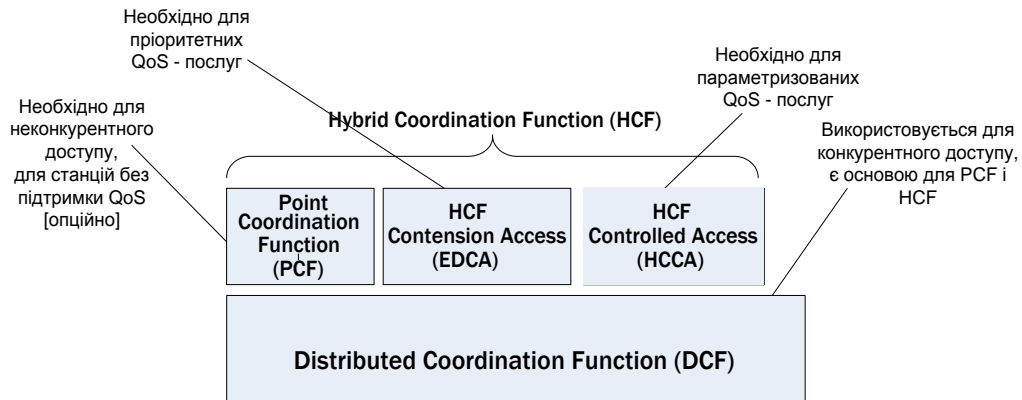 Необхідно для
пріоритетних
QoS - послуг
Необхідно для
параметризованих
QoS - послуг
Необхідно для
неконкурентного
доступу,
для станцій без
підтримки QoS
[опційно]
Hybrid Coordination Function (HCF)
Використовується для
конкурентного доступу,
є основою для PCF і
HCF
Point
Coordination
Function
(PCF)
HCF
Contension Access
(EDCA)
HCF
Controlled Access
(HCCA)
Distributed Coordination Function (DCF)